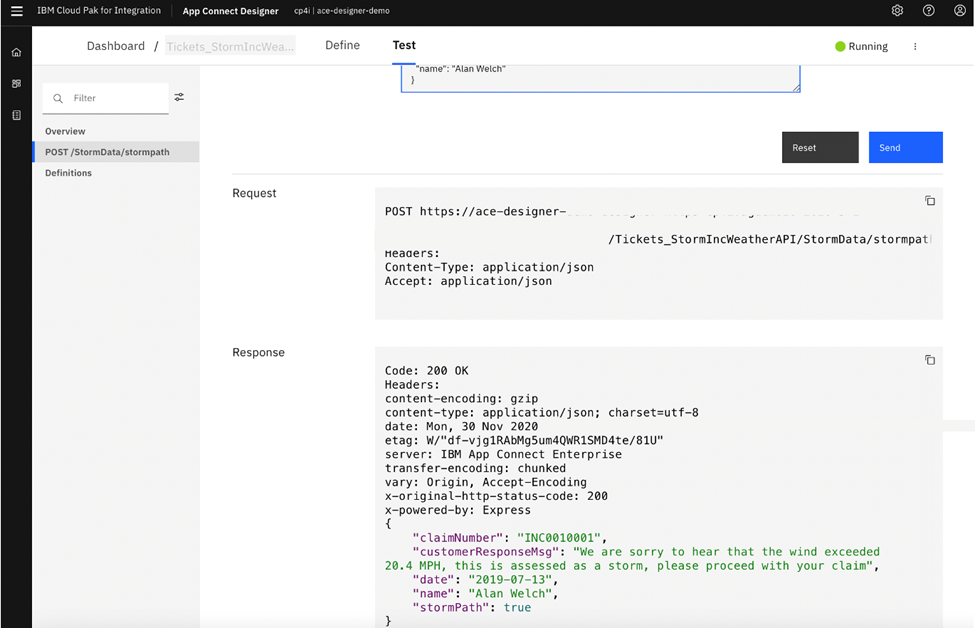 IBM Cloud Pak for Integration App Connect Designer cp4i | ace-designer-demo
Dashboard / Tickets_StormIncWea... Define Test Running
Filter
Overview
POST /StormData/stormpath
Definitions
"name": "Alan Welch"
}
Reset Send
Request
POST https://ace-designer-
/Tickets_StormIncWeatherAPI/StormData/stormpath
Headers:
Content-Type: application/json
Accept: application/json
Response
Code: 200 OK
Headers:
content-encoding: gzip
content-type: application/json; charset=utf-8
date: Mon, 30 Nov 2020
etag: W/"df-vjg1RAbMg5um4QWR1SMD4te/81U"
server: IBM App Connect Enterprise
transfer-encoding: chunked
vary: Origin, Accept-Encoding
x-original-http-status-code: 200
x-powered-by: Express
{
"claimNumber": "INC0010001",
"customerResponseMsg": "We are sorry to hear that the wind exceeded
20.4 MPH, this is assessed as a storm, please proceed with your claim",
"date": "2019-07-13",
"name": "Alan Welch",
"stormPath": true
}